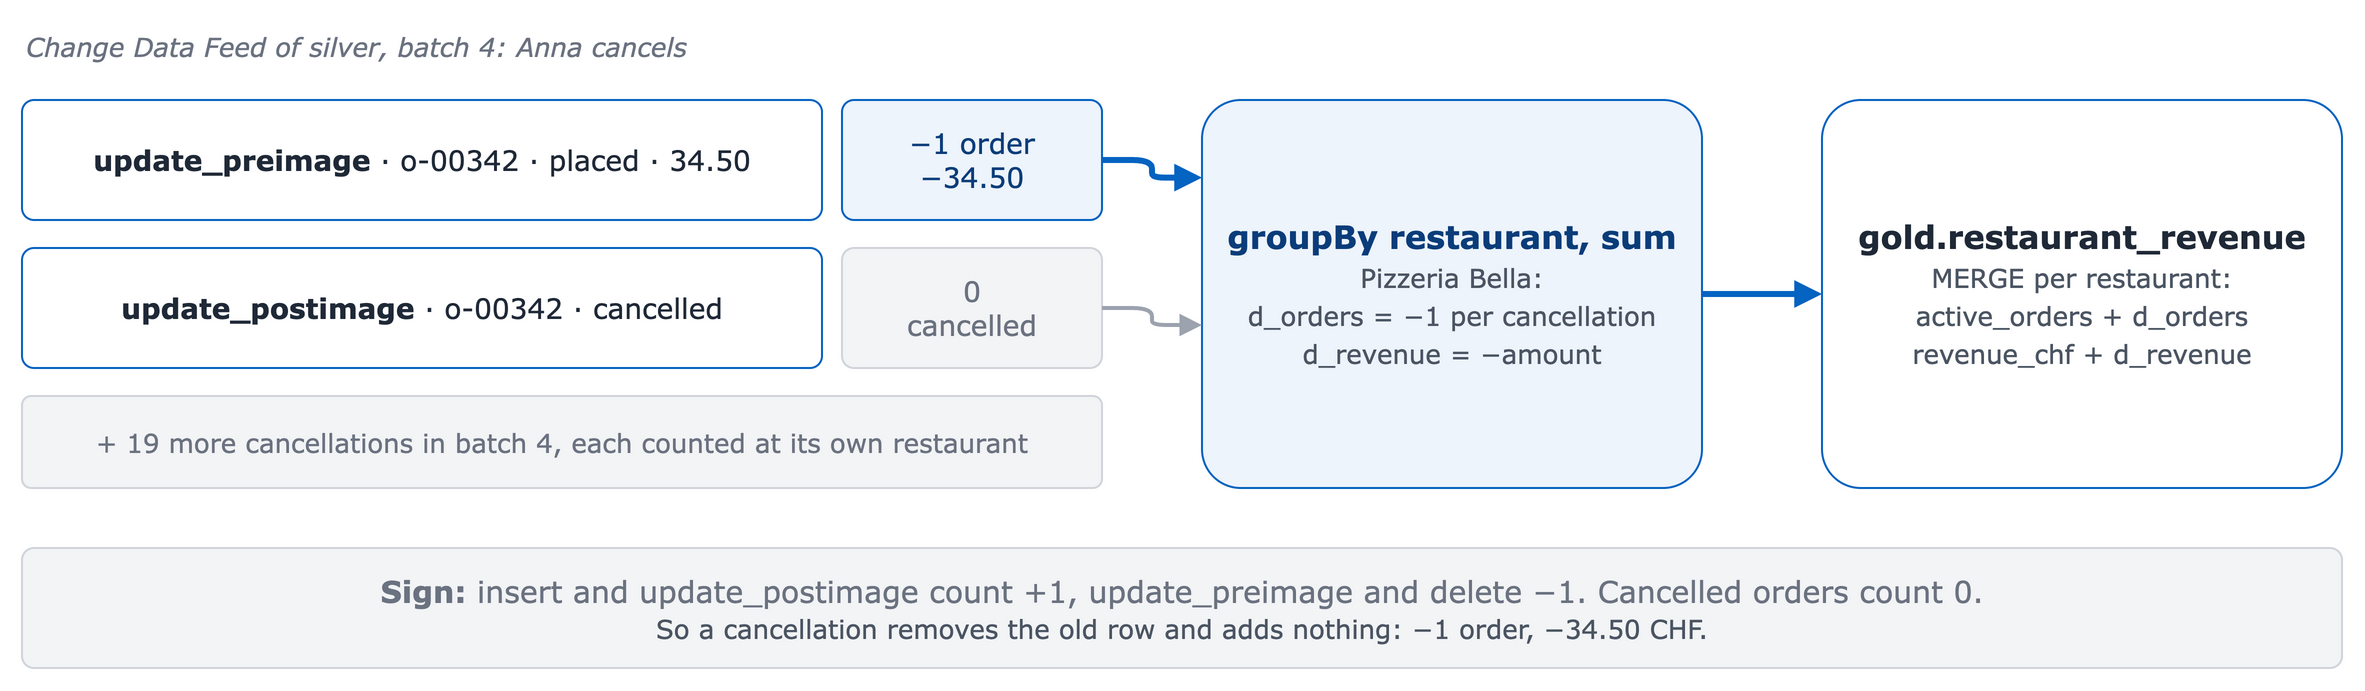 Change Data Feed of silver, batch 4: Anna cancels
update_preimage · o-00342 · placed · 34.50
−1 order
−34.50
update_postimage · o-00342 · cancelled
0
cancelled
+ 19 more cancellations in batch 4, each counted at its own restaurant
groupBy restaurant, sum
Pizzeria Bella:
d_orders = −1 per cancellation
d_revenue = −amount
gold.restaurant_revenue
MERGE per restaurant:
active_orders + d_orders
revenue_chf + d_revenue
Sign: insert and update_postimage count +1, update_preimage and delete −1. Cancelled orders count 0.
So a cancellation removes the old row and adds nothing: −1 order, −34.50 CHF.